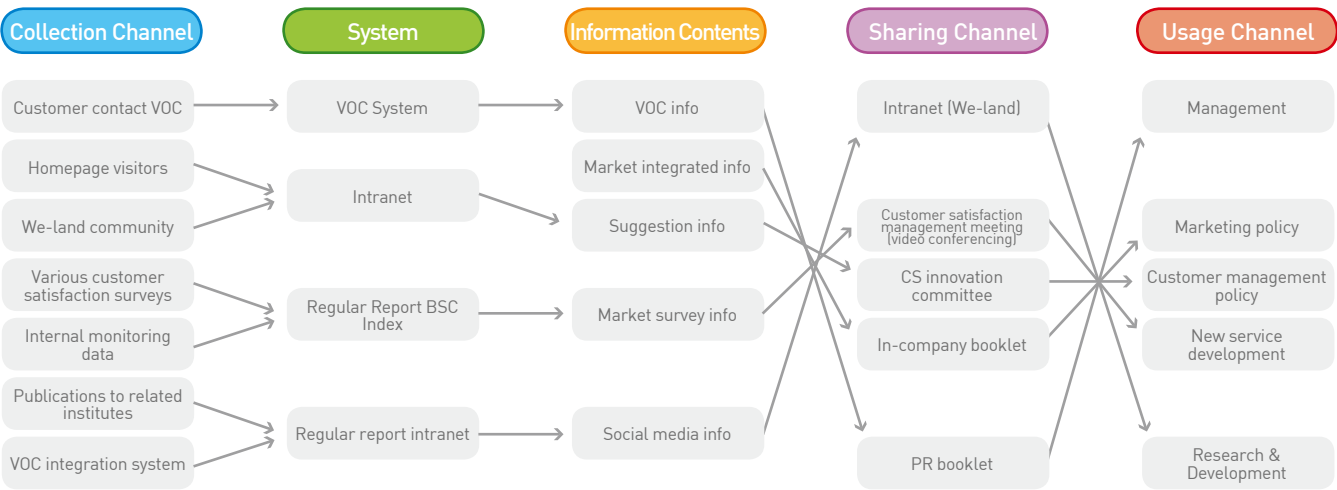 Collection Channel
System
Information Contents
Sharing Channel
Usage Channel
Customer contact VOC
VOC System
VOC info
Intranet (We-land)
Management
Homepage visitors
Market integrated info
Intranet
We-land community
Suggestion info
Customer satisfaction
management meeting
(video conferencing)
Marketing policy
Various customer
satisfaction surveys
CS innovation
committee
Customer management
policy
Regular Report BSC
Index
Market survey info
Internal monitoring
data
In-company booklet
New service
development
Publications to related
institutes
Regular report intranet
Social media info
VOC integration system
PR booklet
Research &
Development